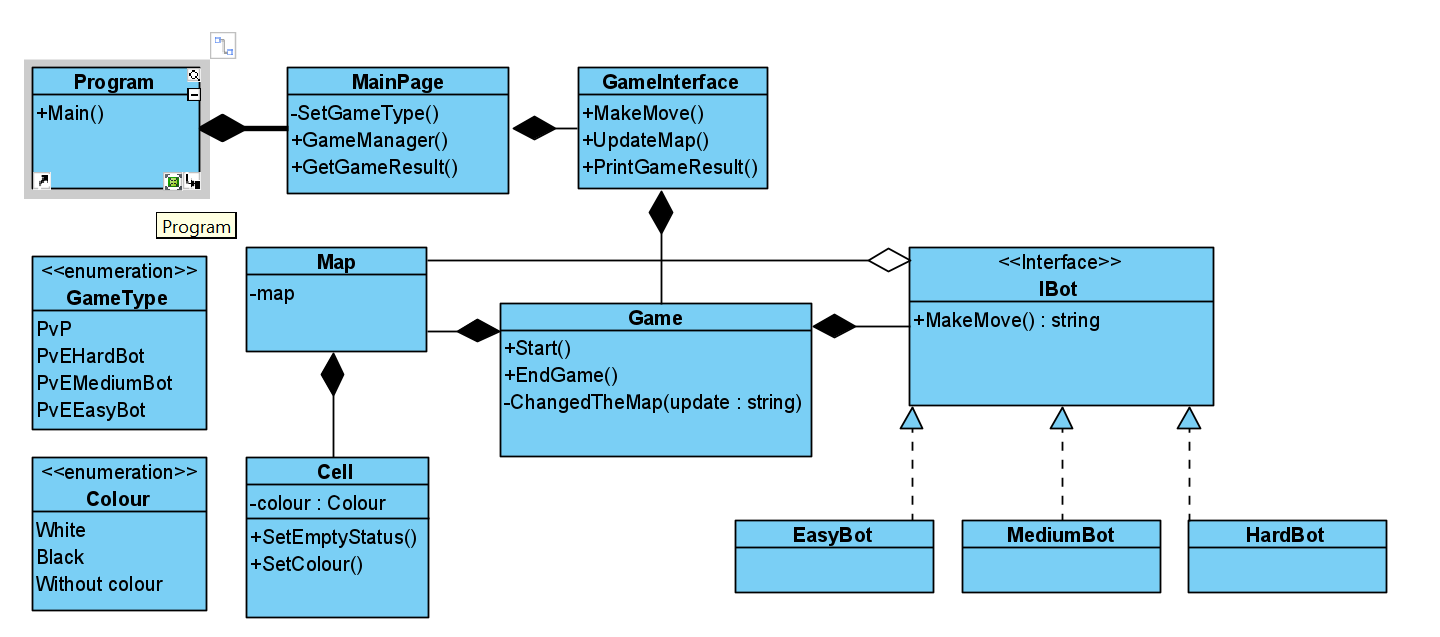 Program
+Main()
MainPage
-SetGameType()
+GameManager()
+GetGameResult()
GameInterface
+MakeMove()
+UpdateMap()
+PrintGameResult()
Program
<<enumeration>>
GameType
PvP
PvEHardBot
PvEMediumBot
PvEEasyBot
Map
-map
Game
+Start()
+EndGame()
-ChangedTheMap(update : string)
<<Interface>>
IBot
+MakeMove() : string
<<enumeration>>
Colour
White
Black
Without colour
Cell
-colour : Colour
+SetEmptyStatus()
+SetColour()
EasyBot
MediumBot
HardBot